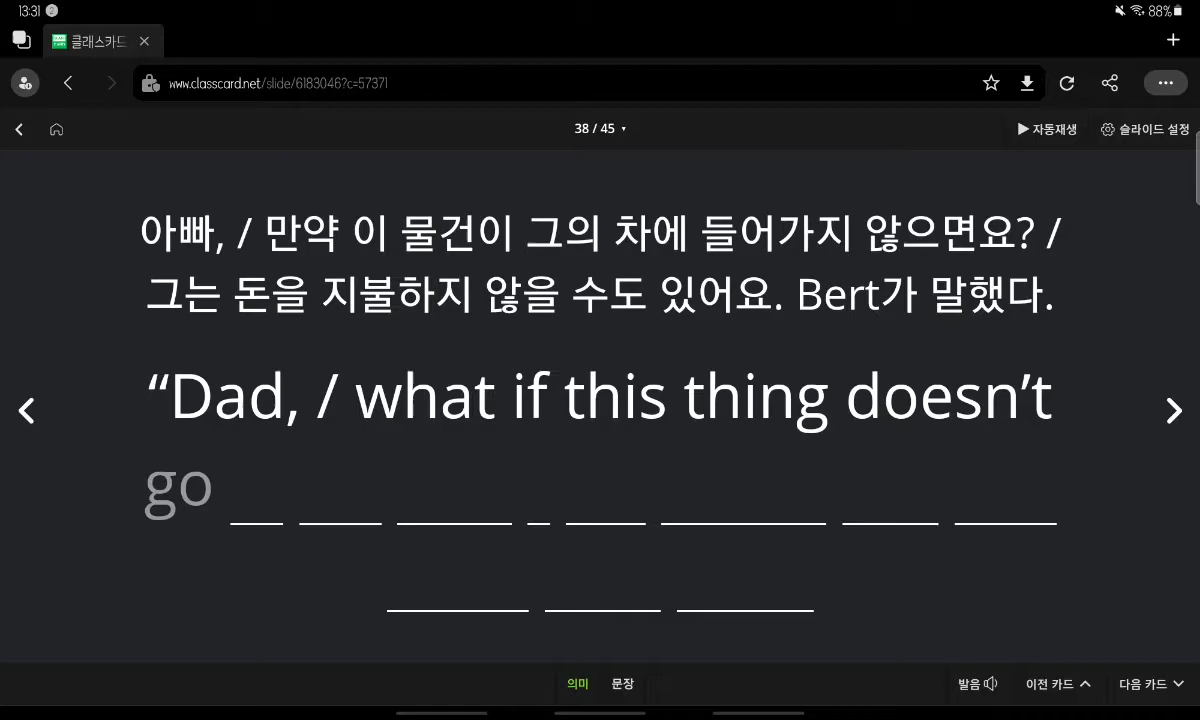 13:31 2
88%
클래스카드
www.classcard.net/slide/6183046?c=57371
38 / 45
자동재생
슬라이드 설정
아빠, / 만약 이 물건이 그의 차에 들어가지 않으면요? /
그는 돈을 지불하지 않을 수도 있어요. Bert가 말했다.
“Dad, / what if this thing doesn’t
go
의미 문장
발음 이전 카드 다음 카드